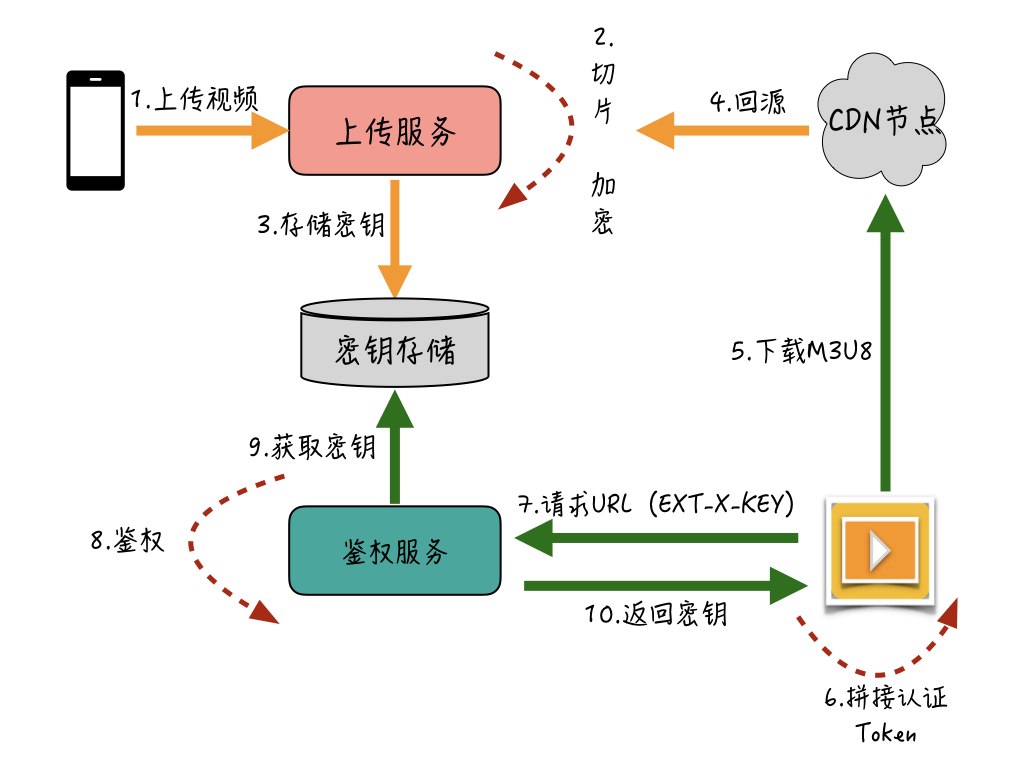 1.上传视频
上传服务
2.
切
片
加
密
4.回源
CDN节点
3.存储密钥
密钥存储
5.下载M3U8
9.获取密钥
7.请求URL（EXT-X-KEY）
8.鉴权
鉴权服务
10.返回密钥
6.拼接认证
Token